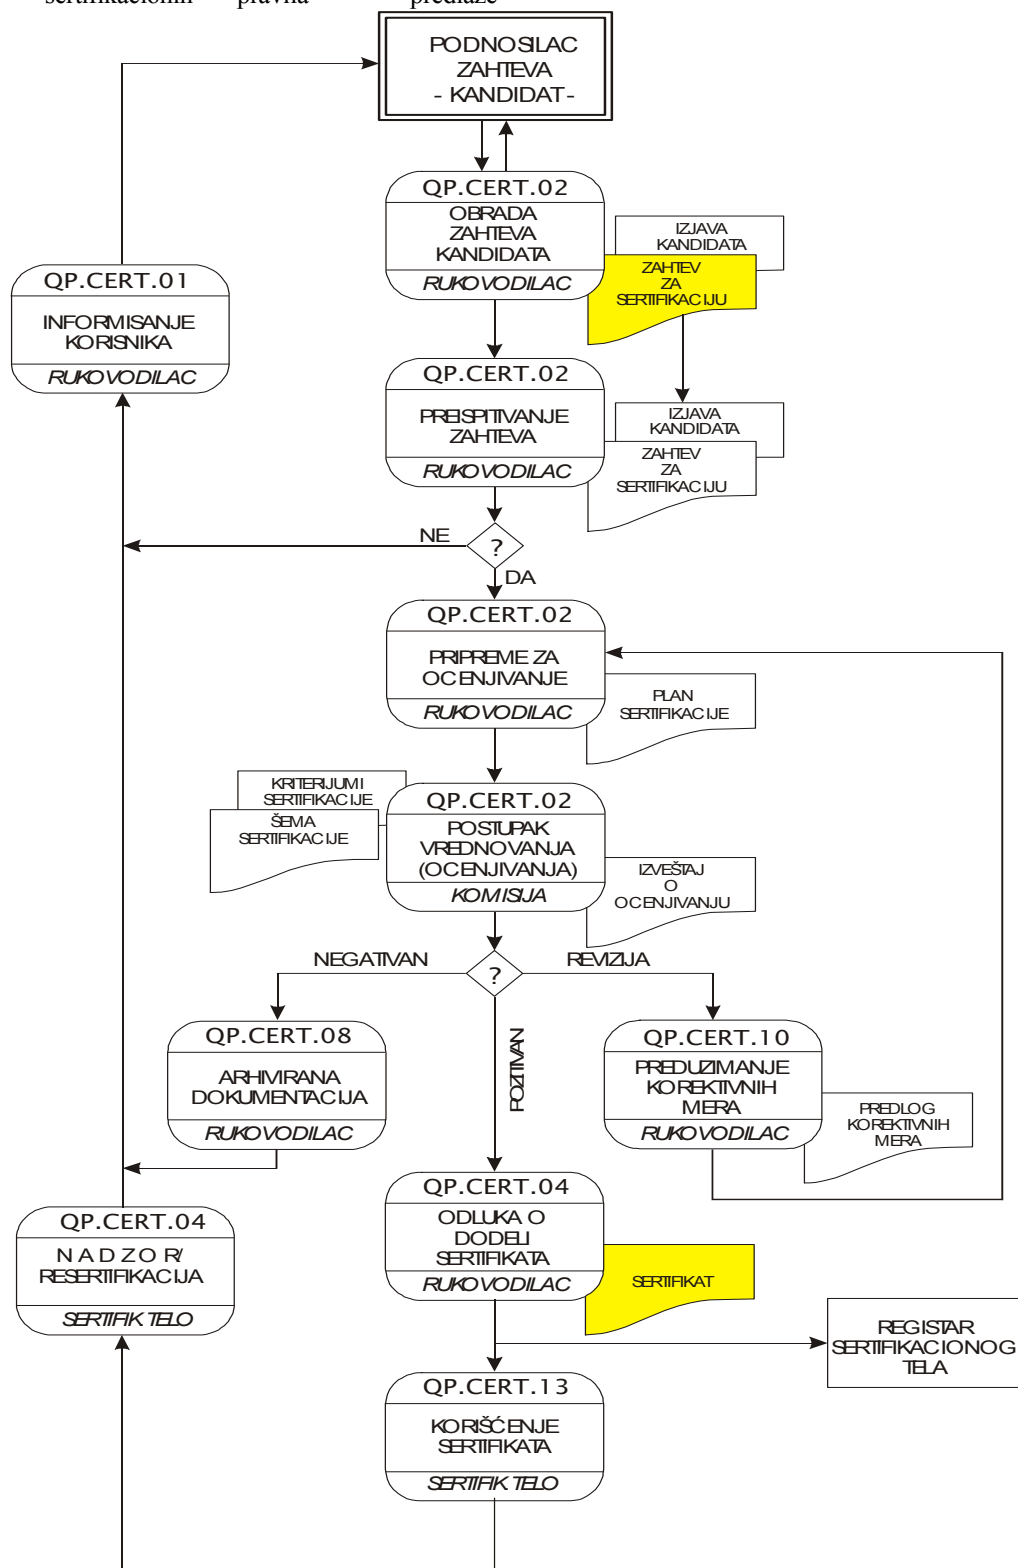 sertifikacionih pravna predlaže
PODNOSILAC
ZAHTEVA
- KANDIDAT -
QP.CERT.02
OBRADA
ZAHTEVA
KANDIDATA
RUKOVODILAC
IZJAVA
KANDIDATA
ZAHTEV
ZA
SERTIFIKACIJU
QP.CERT.01
INFORMISANJE
KORISNIKA
RUKOVODILAC
QP.CERT.02
PREISPITIVANJE
ZAHTEVA
RUKOVODILAC
IZJAVA
KANDIDATA
ZAHTEV
ZA
SERTIFIKACIJU
NE
?
DA
QP.CERT.02
PRIPREME ZA
OCENJIVANJE
RUKOVODILAC
PLAN
SERTIFIKACIJE
KRITERIJUMI
SERTIFIKACIJE
ŠEMA
SERTIFIKACIJE
QP.CERT.02
POSTUPAK
VREDNOVANJA
(OCENJIVANJA)
KOMISIJA
IZVEŠTAJ
O
OCENJIVANJU
NEGATIVAN
?
REVIZIJA
POZITIVAN
QP.CERT.08
ARHIVIRANA
DOKUMENTACIJA
RUKOVODILAC
QP.CERT.10
PREDUZIMANJE
KOREKTIVNIH
MERA
RUKOVODILAC
PREDLOG
KOREKTIVNIH
MERA
QP.CERT.04
ODLUKA O
DODELI
SERTIFIKATA
RUKOVODILAC
SERTIFIKAT
QP.CERT.04
NADZOR/
RESERTIFIKACIJA
SERTIFIK TELO
REGISTAR
SERTIFIKACIONOG
TELA
QP.CERT.13
KORIŠĆENJE
SERTIFIKATA
SERTIFIK TELO